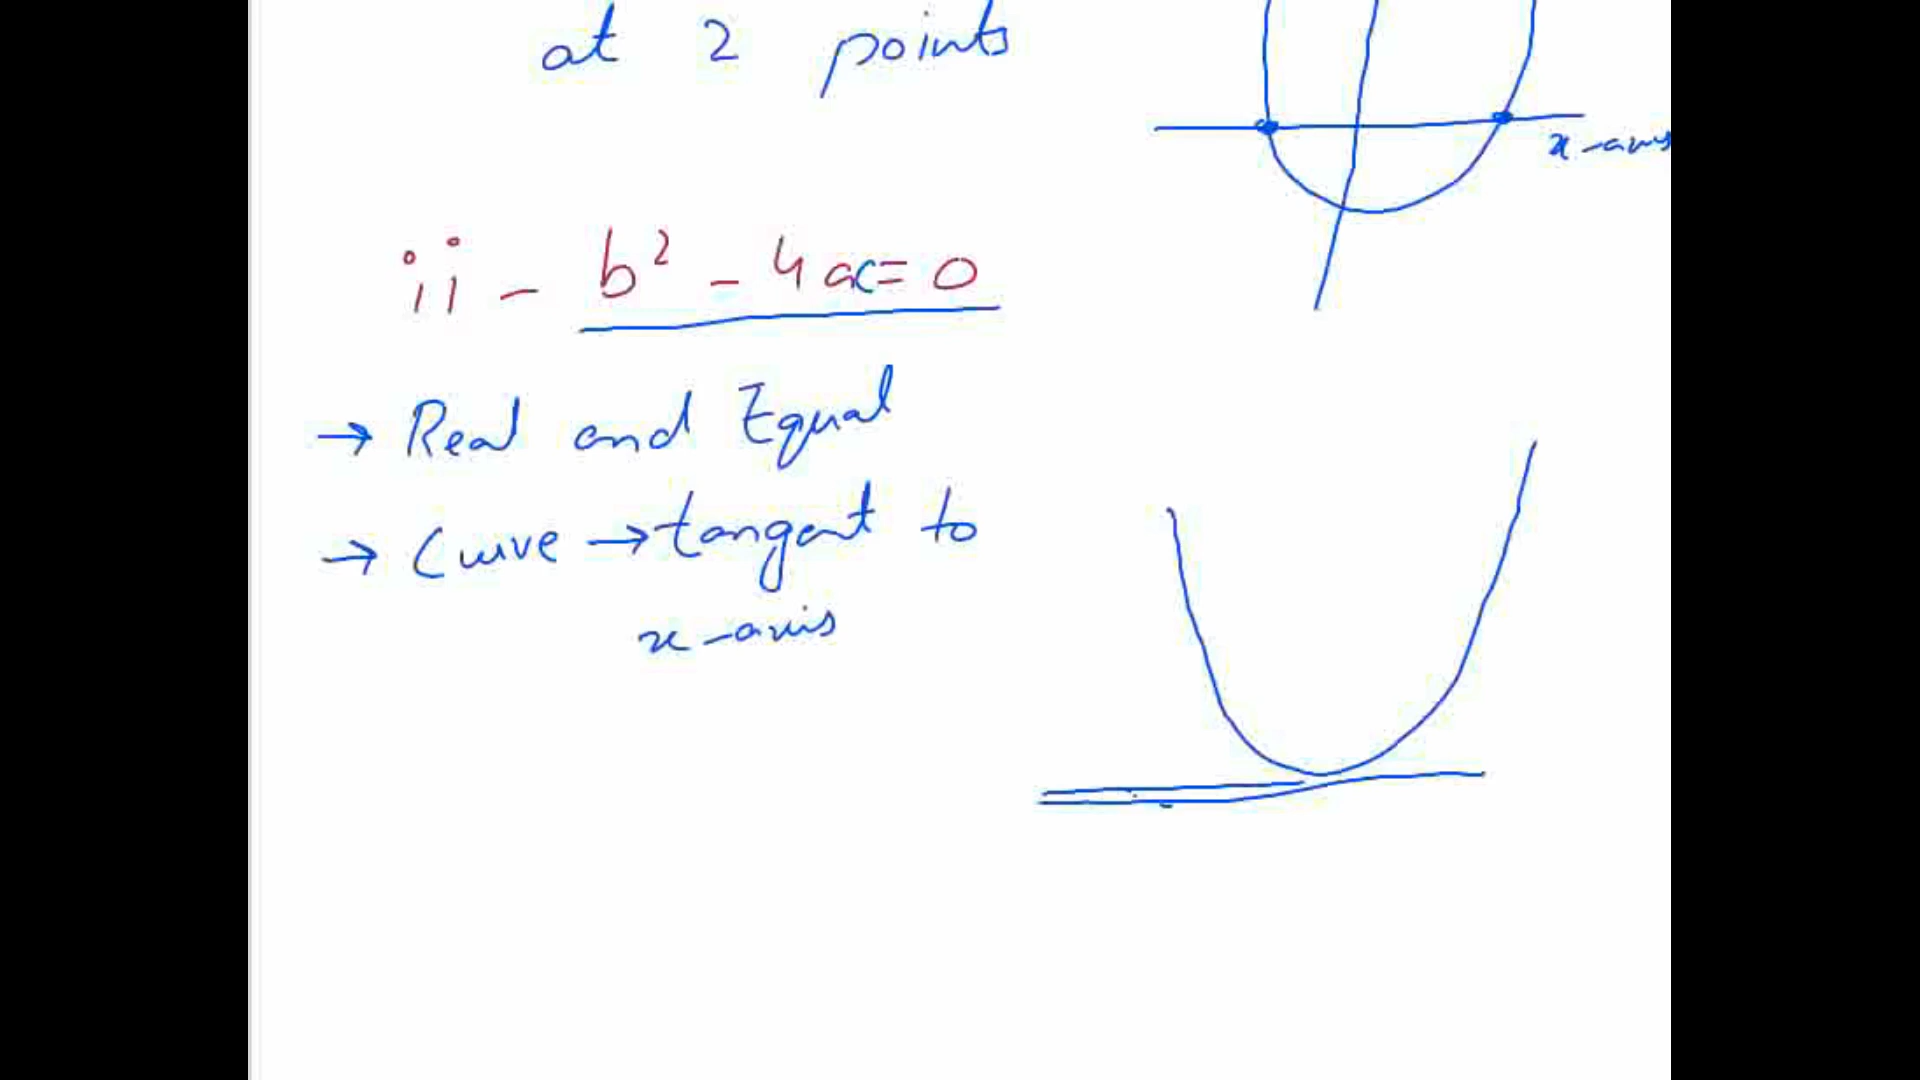 at 2 points
x-axis
ii - b² - 4ac = 0
→ Real and Equal
→ Curve → tangent to
x-axis